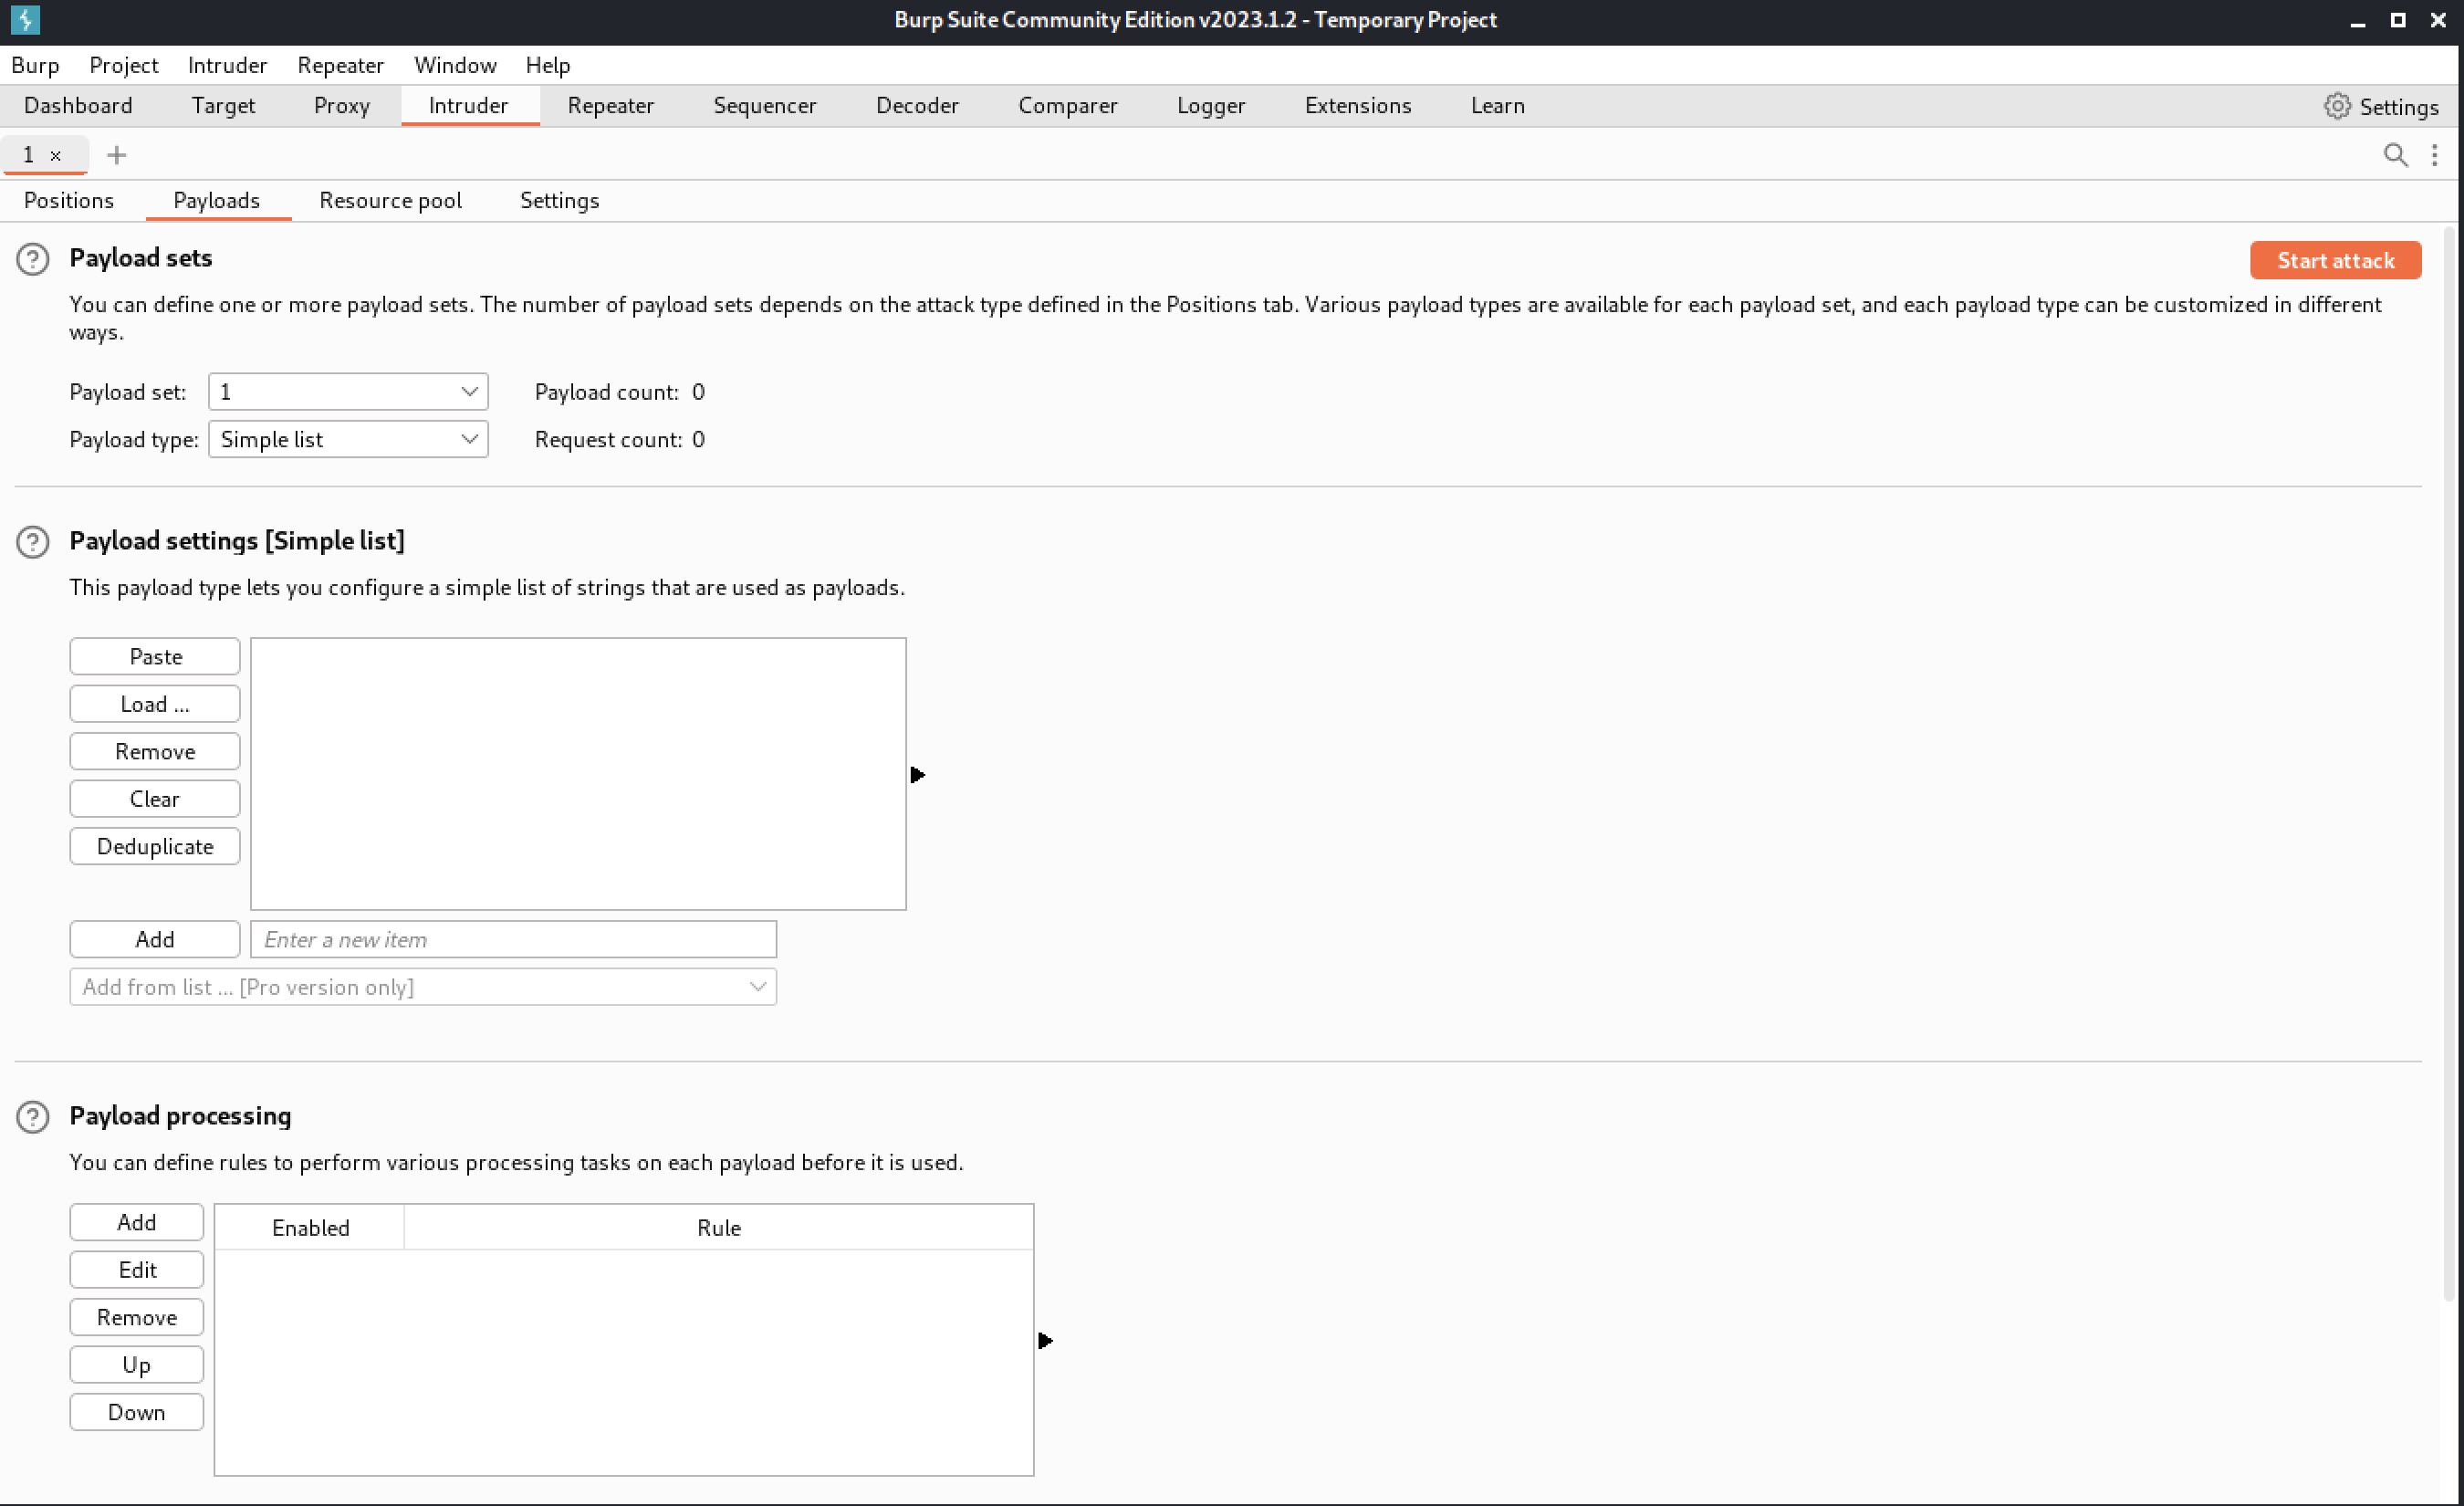 Burp Suite Community Edition v2023.1.2 - Temporary Project
Burp Project Intruder Repeater Window Help
Dashboard Target Proxy Intruder Repeater Sequencer Decoder Comparer Logger Extensions Learn Settings
1 × +
Positions Payloads Resource pool Settings
? Payload sets Start attack
You can define one or more payload sets. The number of payload sets depends on the attack type defined in the Positions tab. Various payload types are available for each payload set, and each payload type can be customized in different
ways.
Payload set: 1 Payload count: 0
Payload type: Simple list Request count: 0
? Payload settings [Simple list]
This payload type lets you configure a simple list of strings that are used as payloads.
Paste
Load ...
Remove
Clear
Deduplicate
Add Enter a new item
Add from list ... [Pro version only]
? Payload processing
You can define rules to perform various processing tasks on each payload before it is used.
Add Enabled Rule
Edit
Remove
Up
Down